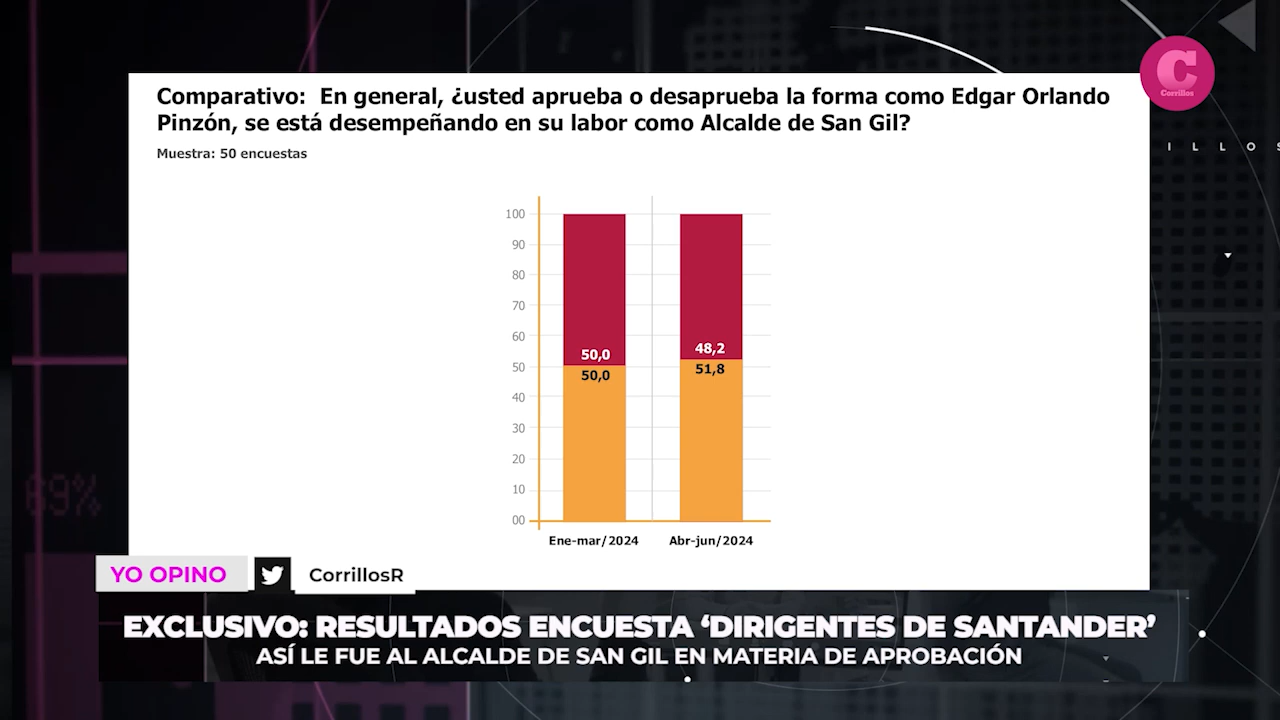 Comparativo:  En general, ¿usted aprueba o desaprueba la forma como Edgar Orlando
Pinzón, se está desempeñando en su labor como Alcalde de San Gil?
Muestra: 50 encuestas
C
Corrillos
I L L O S
100
90
80
70
60
50
40
30
20
10
00
50,0
50,0
48,2
51,8
Ene-mar/2024
Abr-jun/2024
69%
YO OPINO
CorrillosR
EXCLUSIVO: RESULTADOS ENCUESTA ‘DIRIGENTES DE SANTANDER’
ASÍ LE FUE AL ALCALDE DE SAN GIL EN MATERIA DE APROBACIÓN